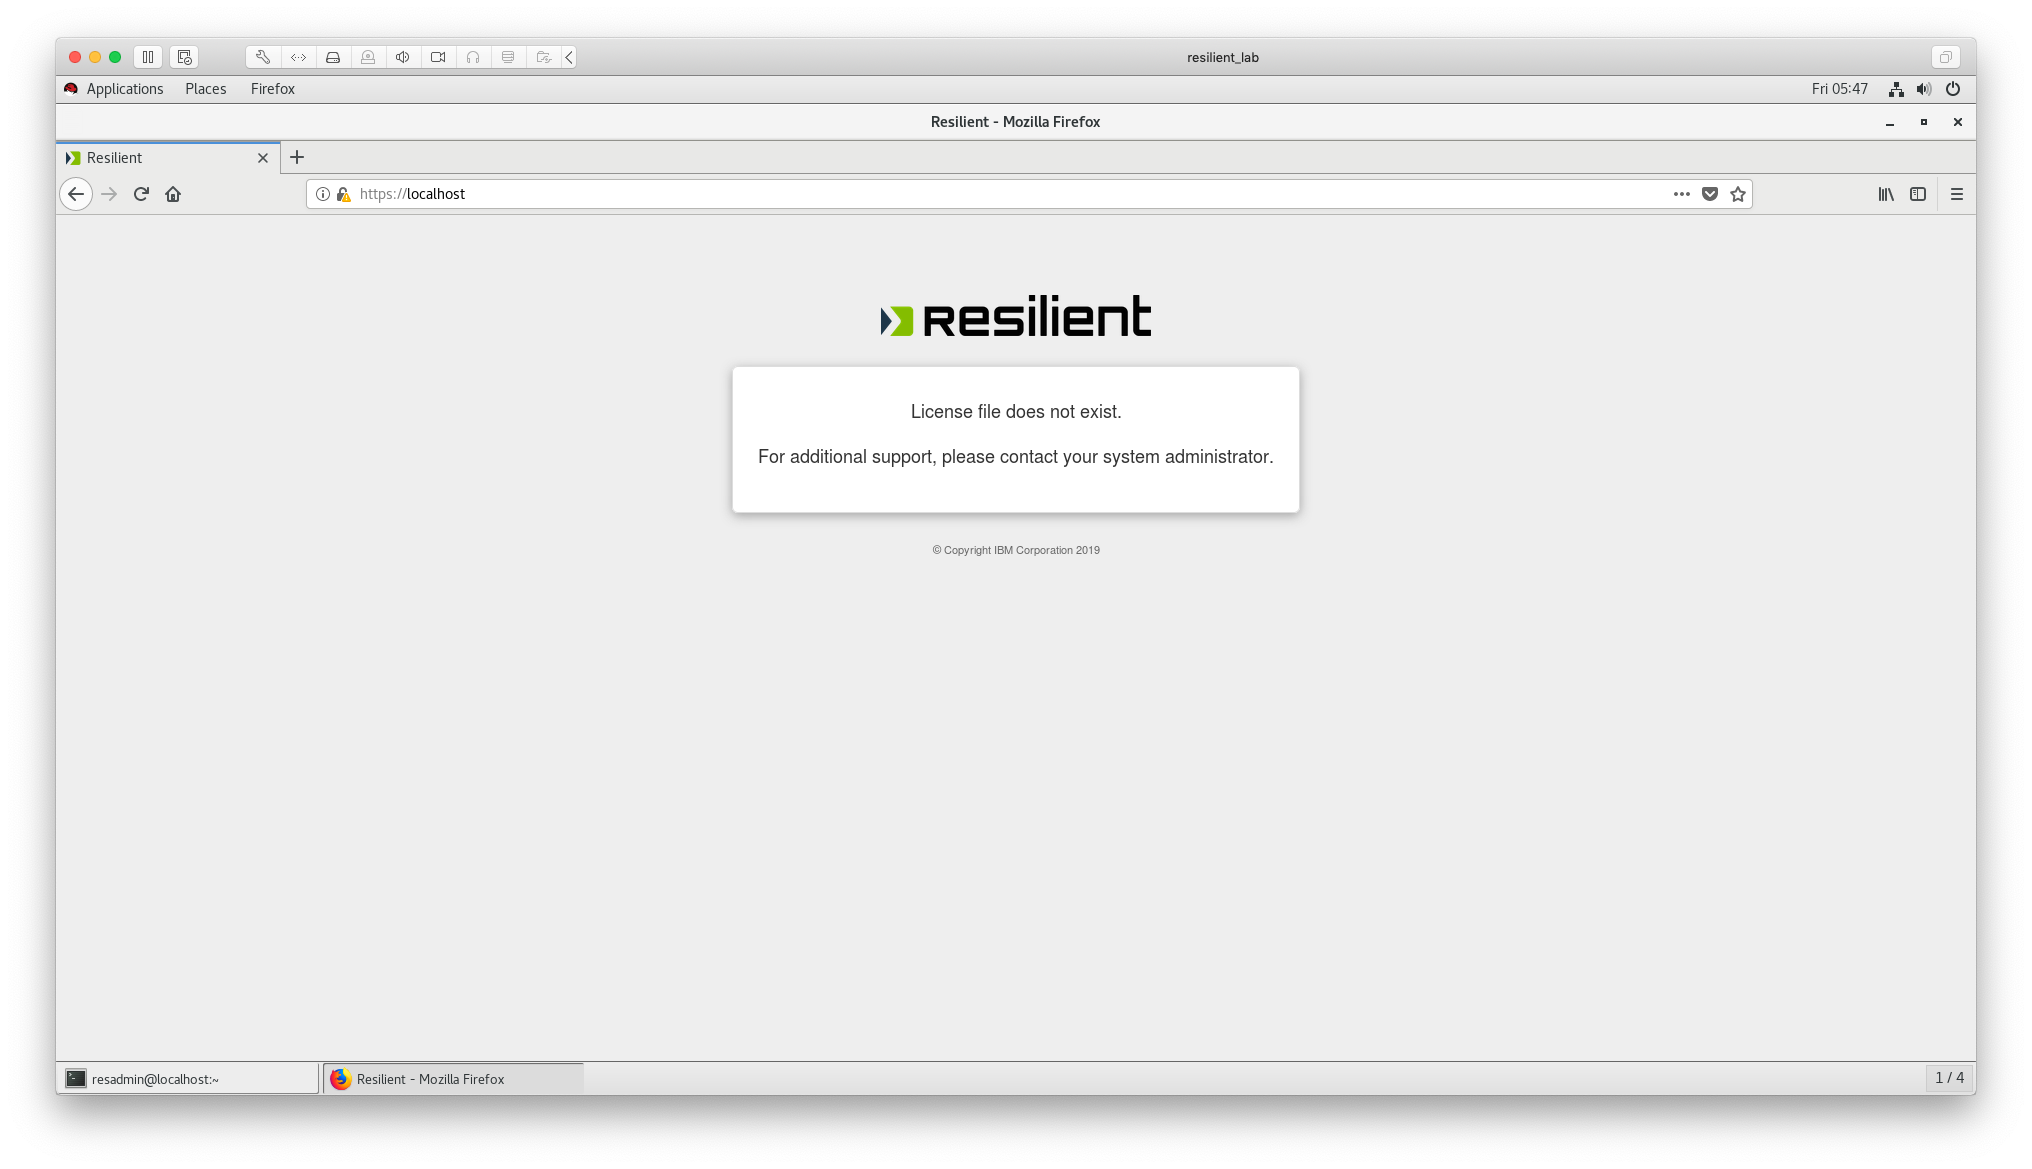 resilient_lab
Applications Places Firefox Fri 05:47
Resilient - Mozilla Firefox
Resilient
https://localhost
resilient
License file does not exist.
For additional support, please contact your system administrator.
© Copyright IBM Corporation 2019
resadmin@localhost:~ Resilient - Mozilla Firefox 1 / 4